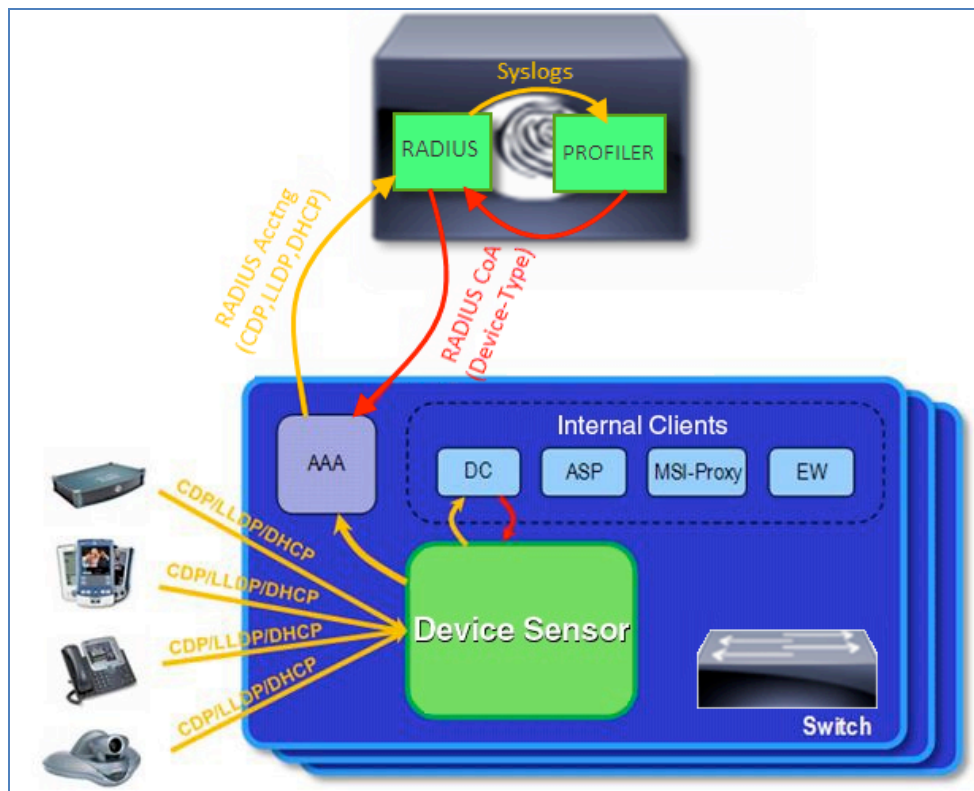 Syslogs
RADIUS
PROFILER
RADIUS Acctng
(CDP,LLDP,DHCP)
RADIUS CoA
(Device-Type)
Internal Clients
AAA
DC
ASP
MSI-Proxy
EW
CDP/LLDP/DHCP
CDP/LLDP/DHCP
CDP/LLDP/DHCP
CDP/LLDP/DHCP
Device Sensor
Switch